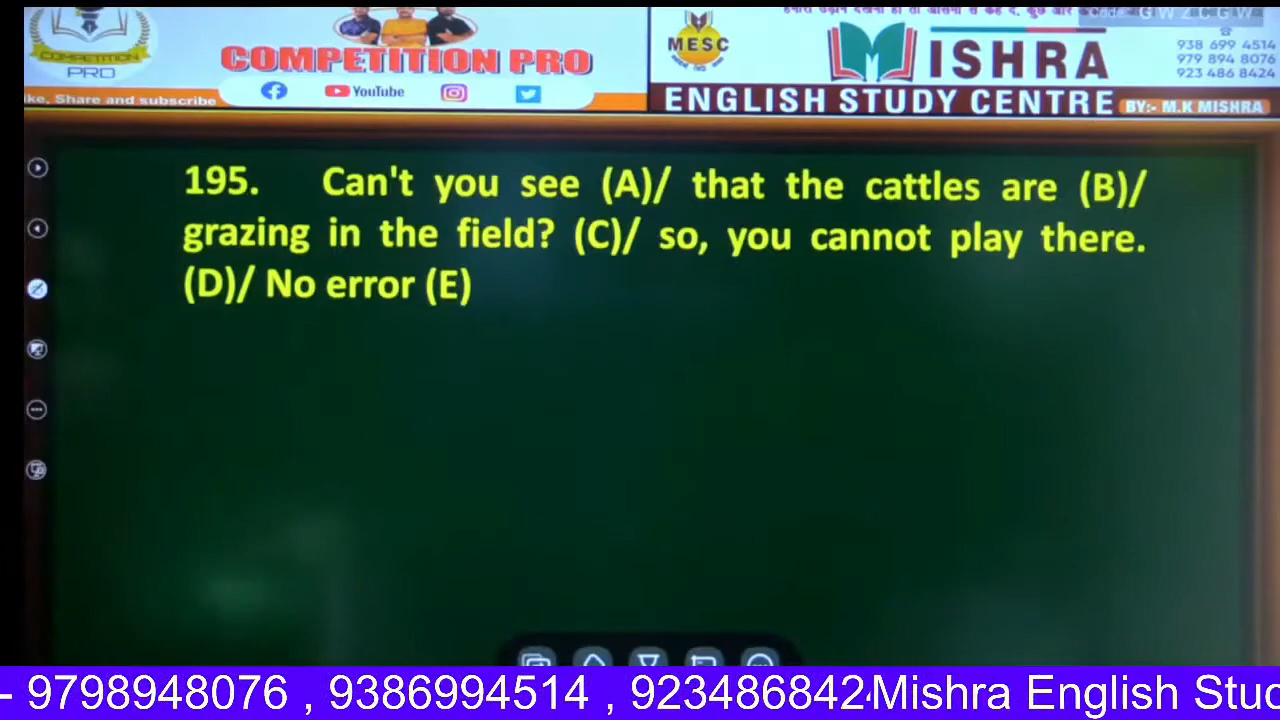 COMPETITION
PRO
COMPETITION PRO
ke, Share and subscribe
YouTube
MESC
MISHRA
ENGLISH STUDY CENTRE BY:- M.K MISHRA
938 699 4514
979 894 8076
923 486 8424
195. Can't you see (A)/ that the cattles are (B)/
grazing in the field? (C)/ so, you cannot play there.
(D)/ No error (E)
- 9798948076 , 9386994514 , 923486842 Mishra English Stud